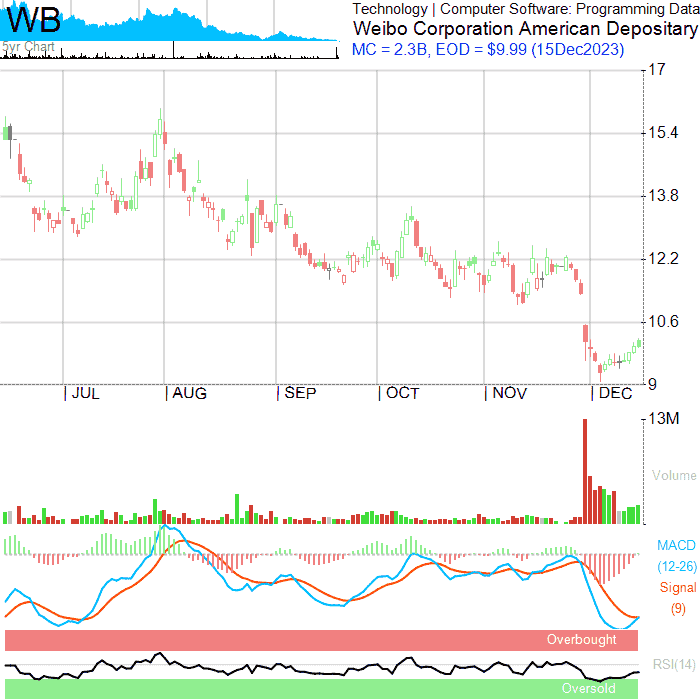 WB
5yr Chart
Technology | Computer Software: Programming Data
Weibo Corporation American Depositary
MC = 2.3B, EOD = $9.99 (15Dec2023)
17
15.4
13.8
12.2
10.6
9
| JUL | AUG | SEP | OCT | NOV | DEC
13M
Volume
MACD
(12-26)
Signal
(9)
Overbought
RSI(14)
Oversold